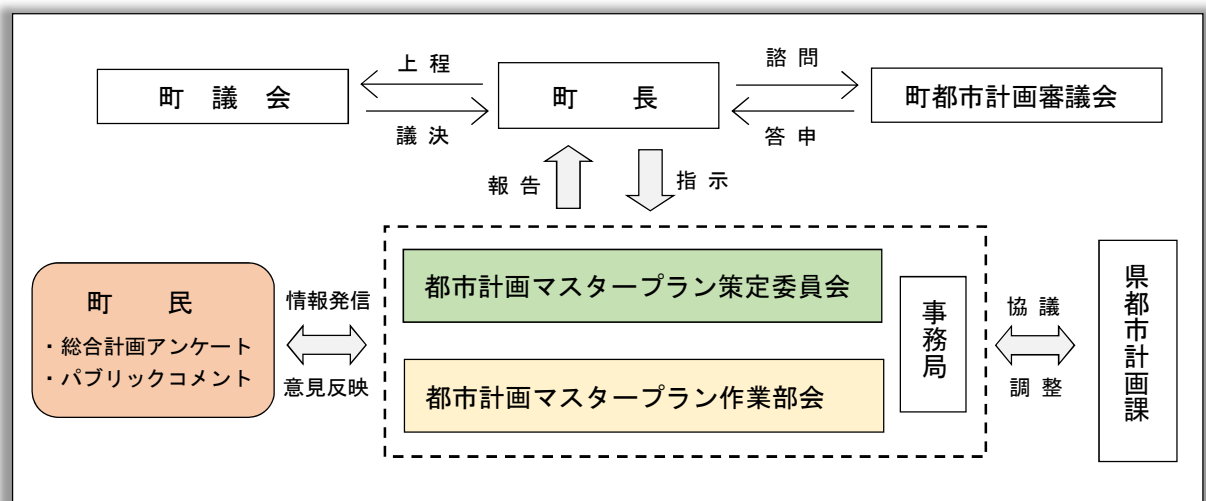 上 程
諮 問
町 議 会
町 長
町都市計画審議会
議 決
答 申
報 告
指 示
都市計画マスタープラン策定委員会
町 民
・総合計画アンケート
・パブリックコメント
情報発信
意見反映
都市計画マスタープラン作業部会
事務局
協 議
調 整
県都市計画課